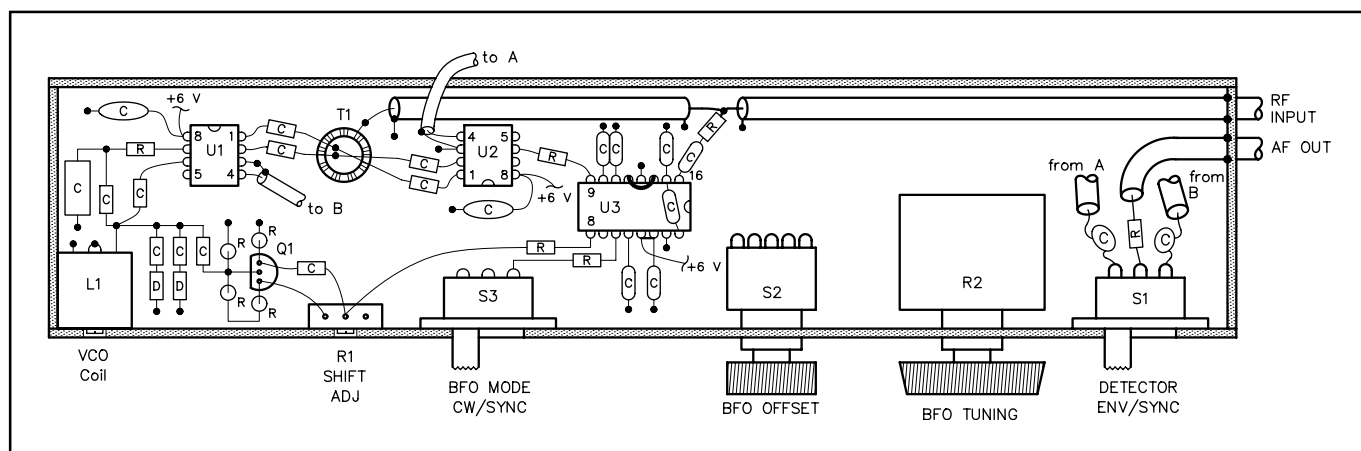 to A
+6 V
C
T1
RF
INPUT
AF OUT
8
1
C
R
U1
C
5
4
to B
4
5
U2
1
8
C
C
C
+6 V
R
C
C
C
C
R
16
9
U3
8
C
from A
from
B
C
R
C
C
C
C
R
Q1
R
C
C
C
D
D
R
R
L1
C
R
R
C
C
+6 V
S3
S2
R2
S1
VCO
Coil
R1
SHIFT
ADJ
BFO MODE
CW/SYNC
BFO OFFSET
BFO TUNING
DETECTOR
ENV/SYNC